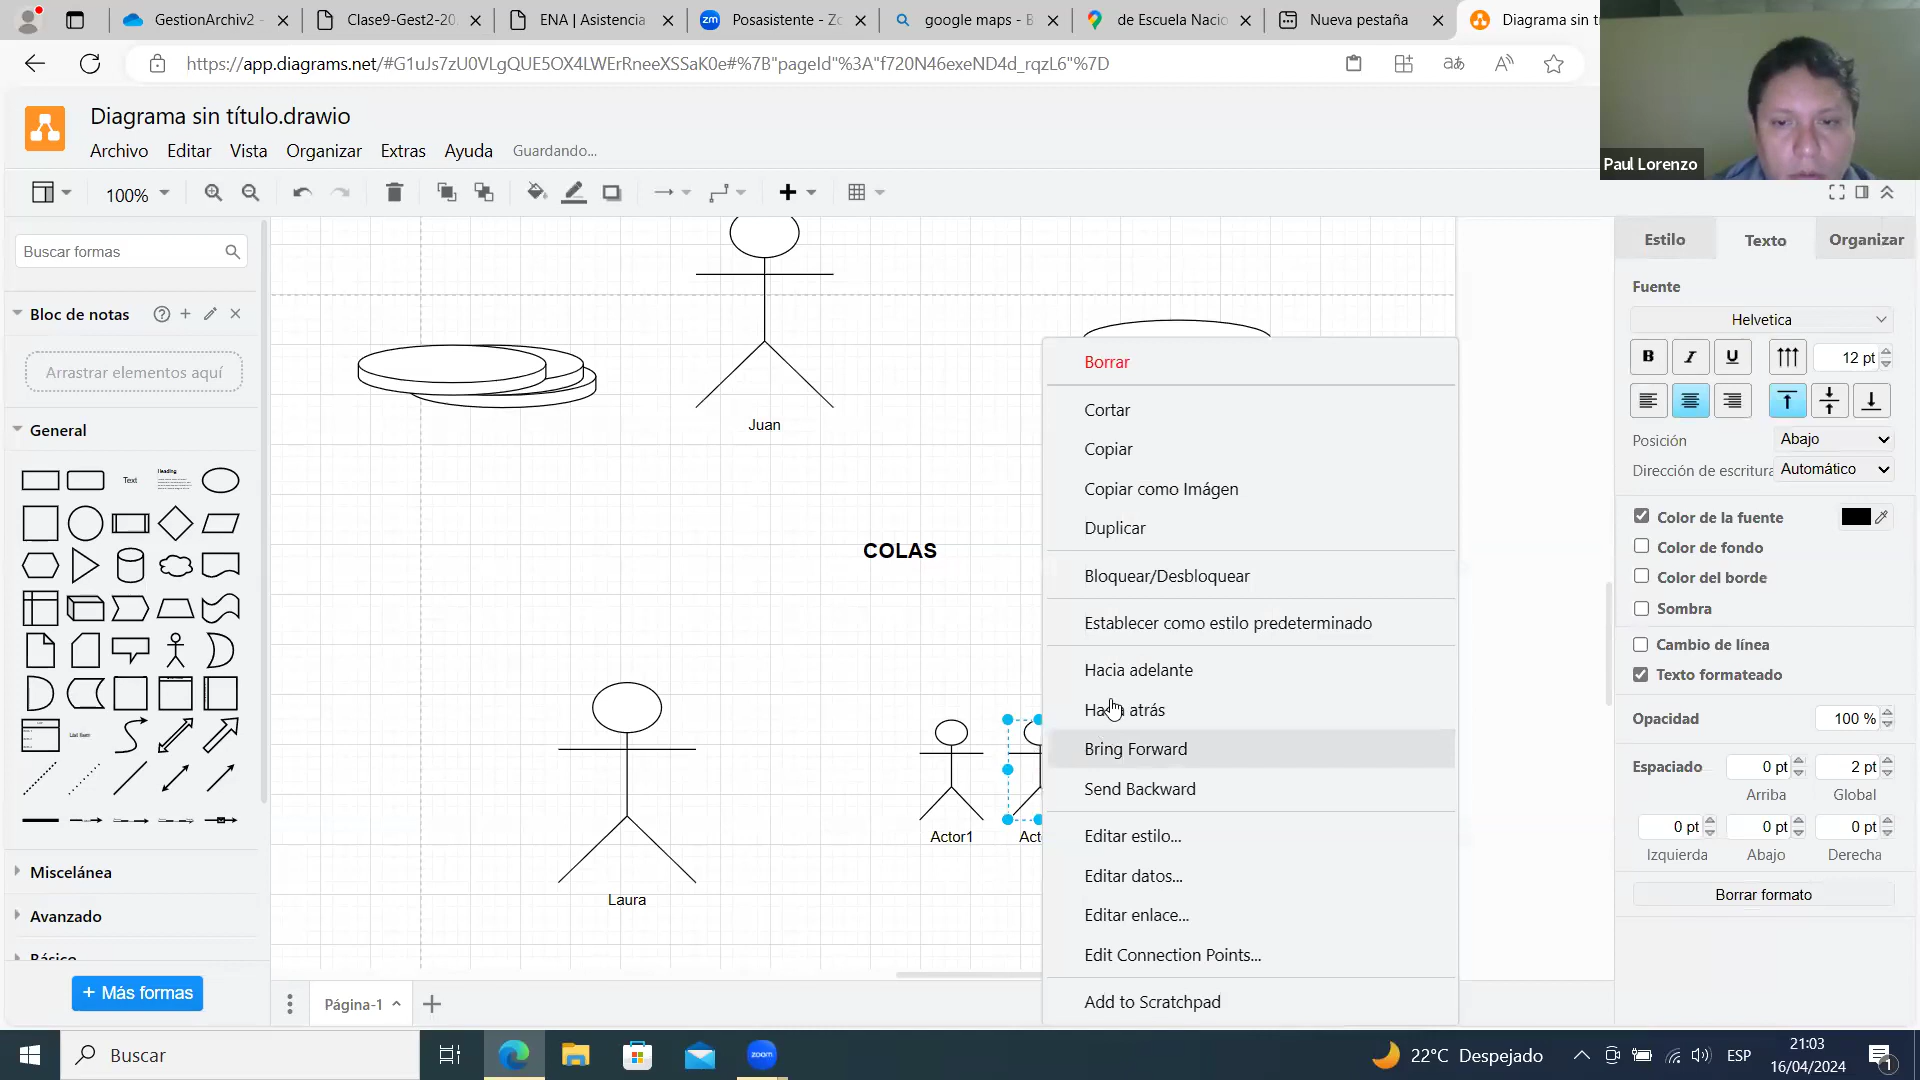 GestionArchiv2 -
Clase9-Gest2-20
ENA | Asistencia
Posasistente - Zo
google maps - B
de Escuela Nacio
Nueva pestaña
Diagrama sin tí
https://app.diagrams.net/#G1uJs7zU0VLgQUE5OX4LWErRneeXSSaK0e#%7B"pageId"%3A"f720N46exeND4d_rqzL6"%7D
Diagrama sin título.drawio
Archivo Editar Vista Organizar Extras Ayuda Guardando...
Paul Lorenzo
100%
Buscar formas
Bloc de notas
Arrastrar elementos aquí
General
Text
Heading
List Item
Miscelánea
Avanzado
Básico
+ Más formas
Juan
COLAS
Laura
Actor1
Act
Borrar
Cortar
Copiar
Copiar como Imágen
Duplicar
Bloquear/Desbloquear
Establecer como estilo predeterminado
Hacia adelante
Hacia atrás
Bring Forward
Send Backward
Editar estilo...
Editar datos...
Editar enlace...
Edit Connection Points...
Add to Scratchpad
Estilo Texto Organizar
Fuente
Helvetica
B I U 12 pt
Posición Abajo
Dirección de escritura Automático
Color de la fuente
Color de fondo
Color del borde
Sombra
Cambio de línea
Texto formateado
Opacidad 100 %
Espaciado 0 pt 2 pt
Arriba Global
0 pt 0 pt 0 pt
Izquierda Abajo Derecha
Borrar formato
Página-1
Buscar
zoom
22°C Despejado
ESP
21:03
16/04/2024
1